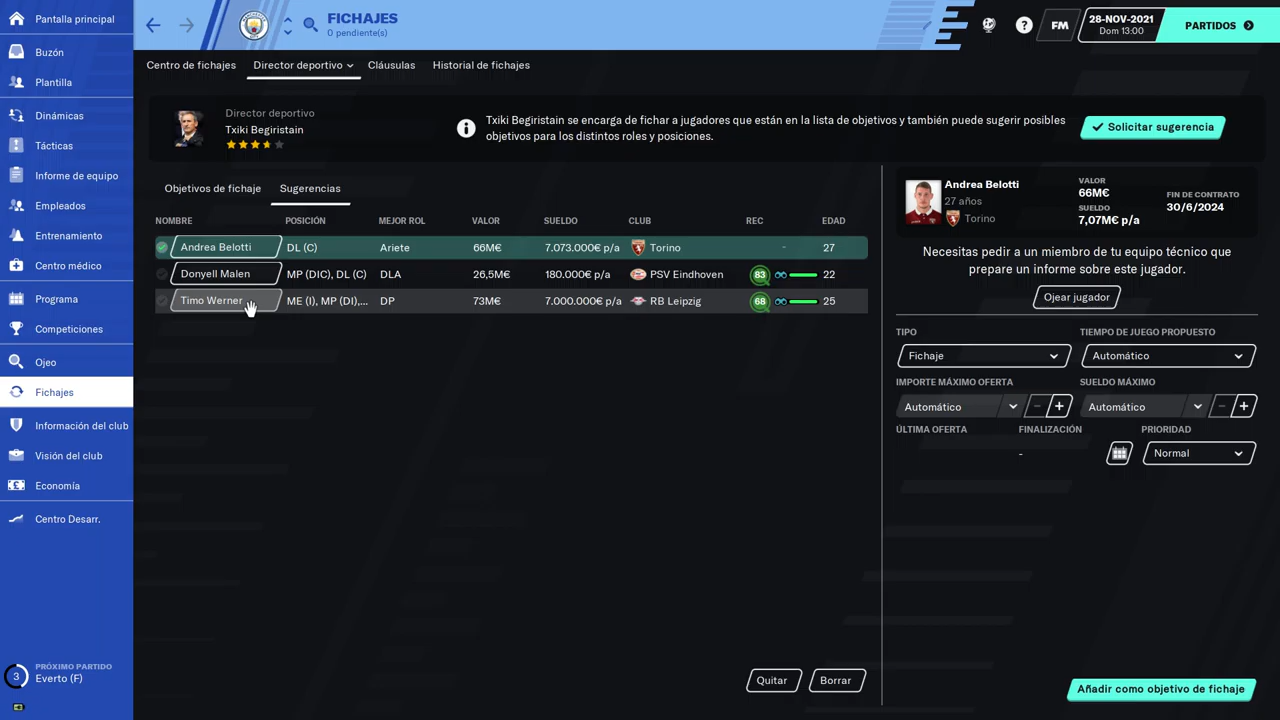 Pantalla principal
Buzón
Plantilla
Dinámicas
Tácticas
Informe de equipo
Empleados
Entrenamiento
Centro médico
Programa
Competiciones
Ojeo
Fichajes
Información del club
Visión del club
Economía
Centro Desarr.
3
PRÓXIMO PARTIDO
Everto (F)
FICHAJES
0 pendiente(s)
?
FM
28-NOV-2021
Dom 13:00
PARTIDOS
Centro de fichajes Director deportivo Cláusulas Historial de fichajes
Director deportivo
Txiki Begiristain
Txiki Begiristain se encarga de fichar a jugadores que están en la lista de objetivos y también puede sugerir posibles
objetivos para los distintos roles y posiciones.
Solicitar sugerencia
Objetivos de fichaje Sugerencias
NOMBRE POSICIÓN MEJOR ROL VALOR SUELDO CLUB REC EDAD
Andrea Belotti DL (C) Ariete 66M€ 7.073.000€ p/a Torino - 27
Donyell Malen MP (DIC), DL (C) DLA 26,5M€ 180.000€ p/a PSV Eindhoven 83 22
Timo Werner ME (I), MP (DI),... DP 73M€ 7.000.000€ p/a RB Leipzig 68 25
Quitar Borrar
Andrea Belotti
27 años
Torino
VALOR
66M€
SUELDO
7,07M€ p/a
FIN DE CONTRATO
30/6/2024
Necesitas pedir a un miembro de tu equipo técnico que
prepare un informe sobre este jugador.
Ojear jugador
TIPO TIEMPO DE JUEGO PROPUESTO
Fichaje Automático
IMPORTE MÁXIMO OFERTA SUELDO MÁXIMO
Automático - + Automático - +
ÚLTIMA OFERTA FINALIZACIÓN PRIORIDAD
- Normal
Añadir como objetivo de fichaje